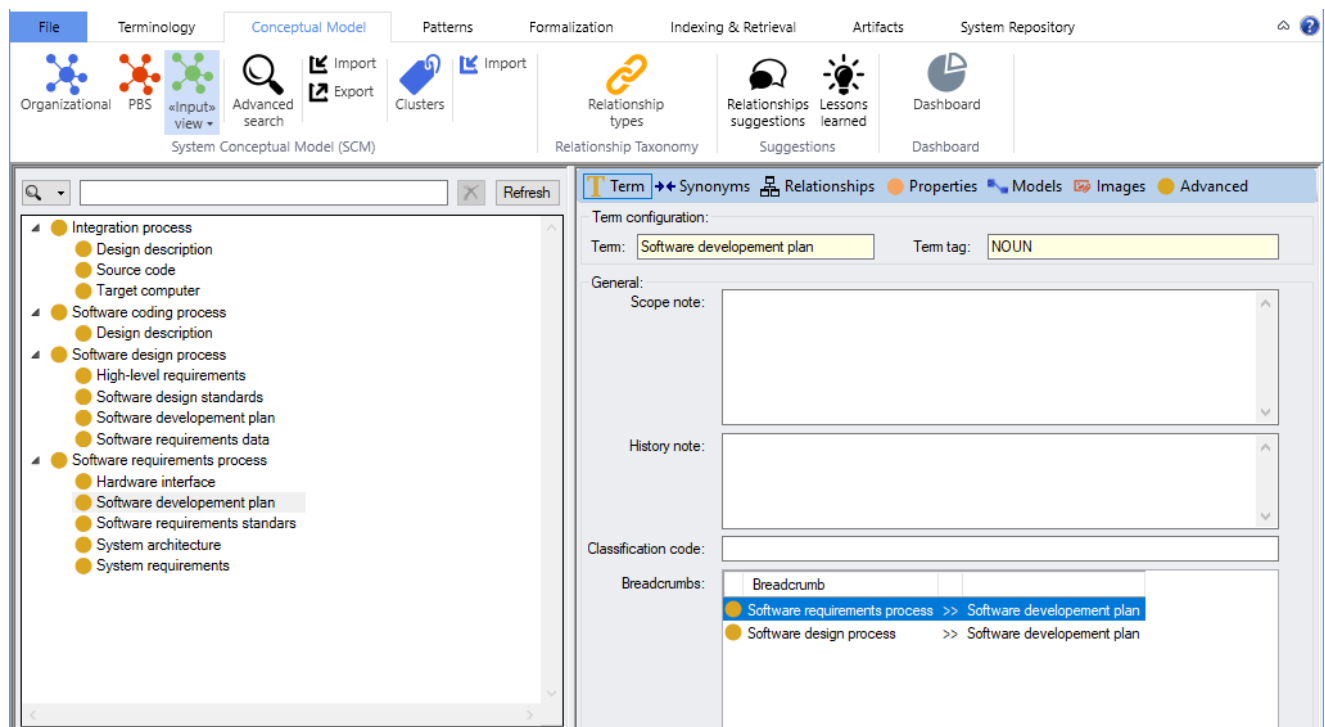 File Terminology Conceptual Model Patterns Formalization Indexing & Retrieval Artifacts System Repository
Organizational PBS «Input» view Advanced search Import Export Clusters Import Relationship types Relationships suggestions Lessons learned Dashboard
System Conceptual Model (SCM) Relationship Taxonomy Suggestions Dashboard
Refresh
Integration process
Design description
Source code
Target computer
Software coding process
Design description
Software design process
High-level requirements
Software design standards
Software developement plan
Software requirements data
Software requirements process
Hardware interface
Software developement plan
Software requirements standars
System architecture
System requirements
Term Synonyms Relationships Properties Models Images Advanced
Term configuration:
Term: Software developement plan Term tag: NOUN
General:
Scope note:
History note:
Classification code:
Breadcrumbs: Breadcrumb
Software requirements process >> Software developement plan
Software design process >> Software developement plan